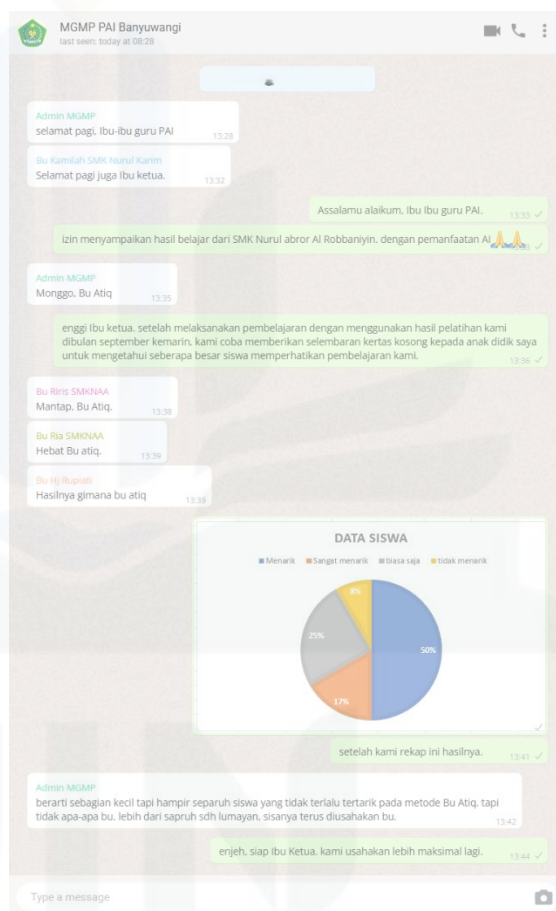 MGMP PAI Banyuwangi
last seen: today at 08:28
Admin MGMP
selamat pagi, Ibu-ibu guru PAI
13:28
Bu Kamilah SMK Nurul Karim
Selamat pagi juga Ibu ketua.
13:32
Assalamu alaikum, Ibu Ibu guru PAI.
13:33
izin menyampaikan hasil belajar dari SMK Nurul abror Al Robbaniyin. dengan pemanfaatan AI
Admin MGMP
Monggo, Bu Atiq
13:35
enggi Ibu ketua. setelah melaksanakan pembelajaran dengan menggunakan hasil pelatihan kami
dibulan september kemarin, kami coba memberikan selembaran kertas kosong kepada anak didik saya
untuk mengetahui seberapa besar siswa memperhatikan pembelajaran kami.
13:36
Bu Riris SMKNAA
Mantap, Bu Atiq.
13:38
Bu Ria SMKNAA
Hebat Bu atiq.
13:39
Bu Hj Rupiati
Hasilnya gimana bu atiq
13:39
DATA SISWA
Menarik Sangat menarik biasa saja tidak menarik
8%
25%
50%
17%
setelah kami rekap ini hasilnya.
13:41
Admin MGMP
berarti sebagian kecil tapi hampir separuh siswa yang tidak terlalu tertarik pada metode Bu Atiq. tapi
tidak apa-apa bu. lebih dari sapruh sdh lumayan, sisanya terus diusahakan bu.
13:42
enjeh, siap Ibu Ketua. kami usahakan lebih maksimal lagi.
13:44
Type a message